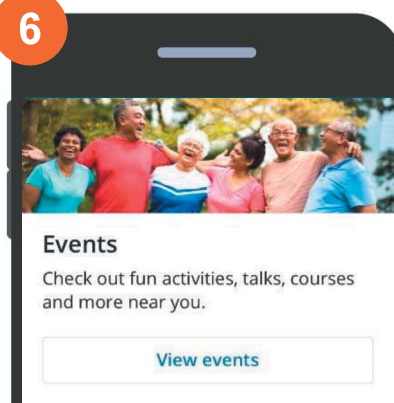 6
Events
Check out fun activities, talks, courses
and more near you.
View events